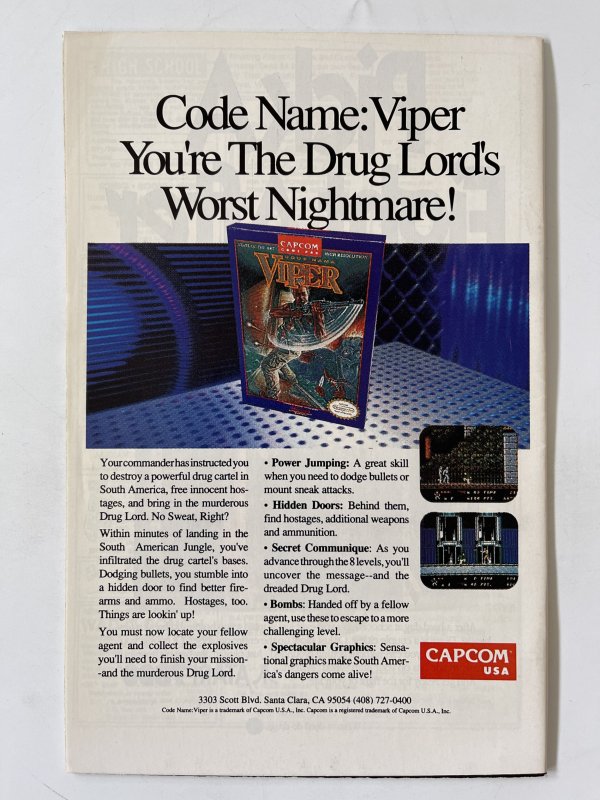 Code Name: Viper
You're The Drug Lord's
Worst Nightmare!
CAPCOM
HIGH RESOLUTION
CODE NAME
VIPER
Your commander has instructed you
to destroy a powerful drug cartel in
South America, free innocent hos-
tages, and bring in the murderous
Drug Lord. No Sweat, Right?
Within minutes of landing in the
South American Jungle, you've
infiltrated the drug cartel's bases.
Dodging bullets, you stumble into
a hidden door to find better fire-
arms and ammo. Hostages, too.
Things are lookin' up!
You must now locate your fellow
agent and collect the explosives
you'll need to finish your mission-
-and the murderous Drug Lord.
• Power Jumping: A great skill
when you need to dodge bullets or
mount sneak attacks.
• Hidden Doors: Behind them,
find hostages, additional weapons
and ammunition.
• Secret Communique: As you
advance through the 8 levels, you'll
uncover the message--and the
dreaded Drug Lord.
• Bombs: Handed off by a fellow
agent, use these to escape to a more
challenging level.
• Spectacular Graphics: Sensa-
tional graphics make South Amer-
ica's dangers come alive!
CAPCOM
USA
3303 Scott Blvd. Santa Clara, CA 95054 (408) 727-0400
Code Name: Viper is a trademark of Capcom U.S.A., Inc. Capcom is a registered trademark of Capcom U.S.A., Inc.